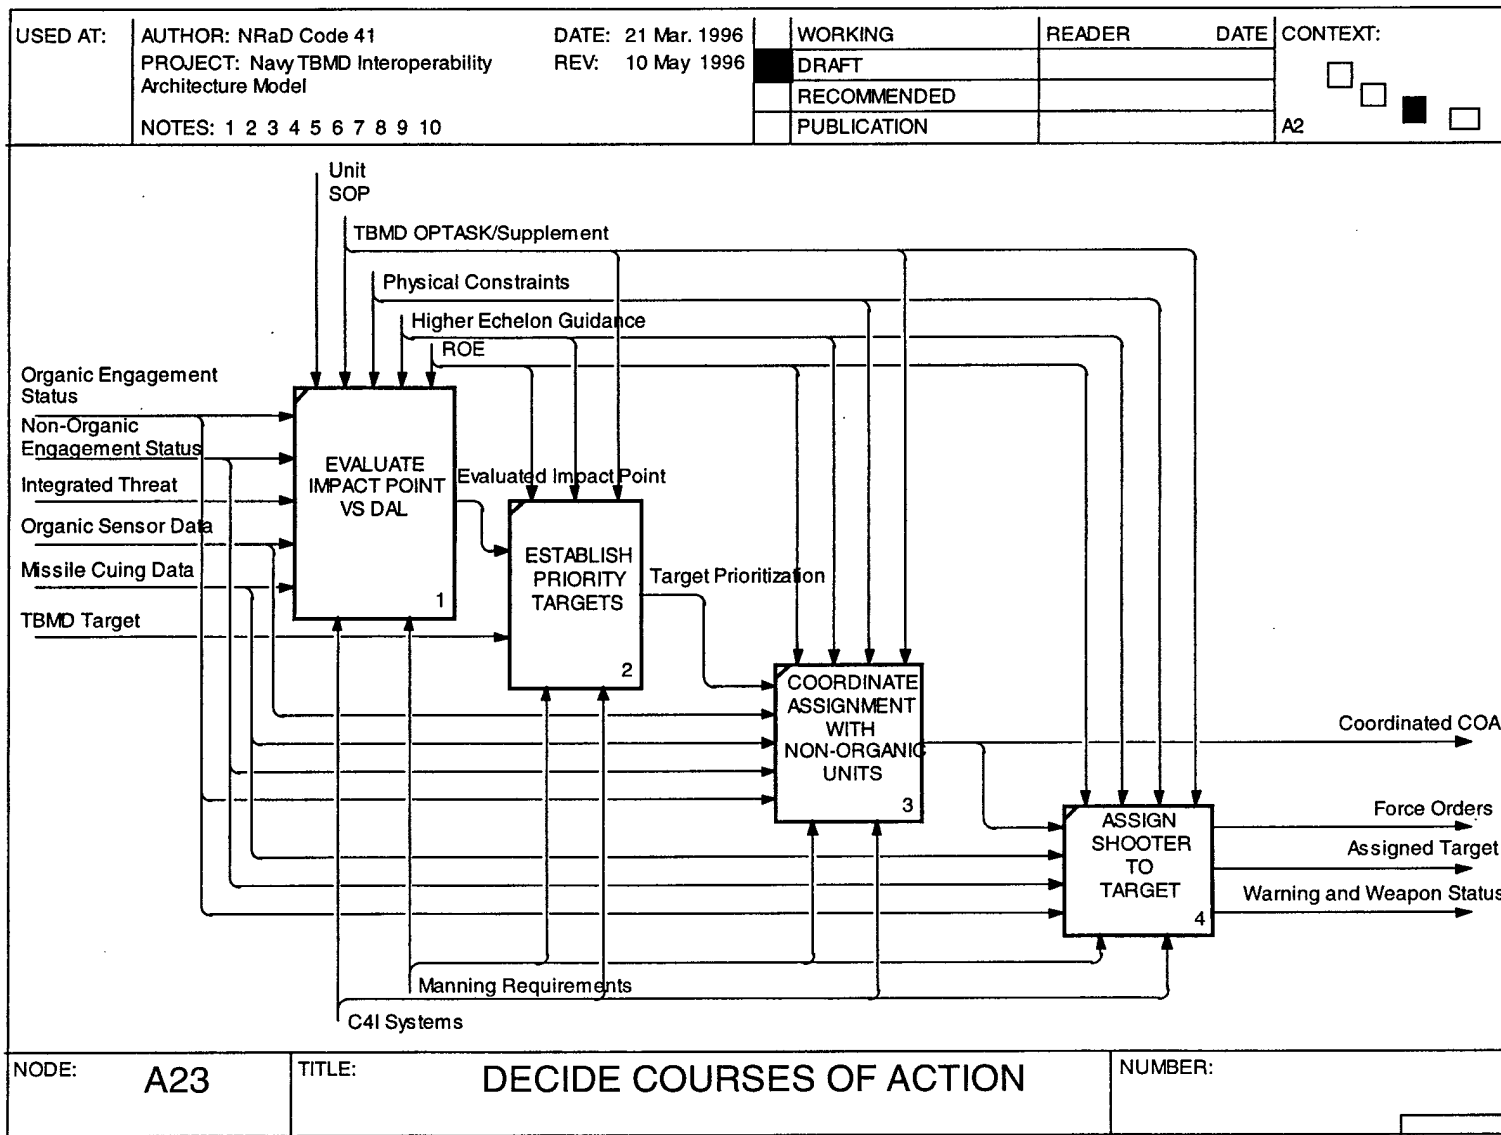 USED AT:
AUTHOR: NRaD Code 41
DATE: 21 Mar. 1996
PROJECT: Navy TBMD Interoperability
REV: 10 May 1996
Architecture Model
NOTES: 1 2 3 4 5 6 7 8 9 10
WORKING
DRAFT
RECOMMENDED
PUBLICATION
READER DATE
CONTEXT:
A2
Unit
SOP
TBMD OPTASK/Supplement
Physical Constraints
Higher Echelon Guidance
ROE
Organic Engagement
Status
Non-Organic
Engagement Status
Integrated Threat
Organic Sensor Data
Missile Cuing Data
TBMD Target
EVALUATE
IMPACT POINT
VS DAL
1
Evaluated Impact Point
ESTABLISH
PRIORITY
TARGETS
2
Target Prioritization
COORDINATE
ASSIGNMENT
WITH
NON-ORGANIC
UNITS
3
Coordinated COA
ASSIGN
SHOOTER
TO
TARGET
4
Force Orders
Assigned Target
Warning and Weapon Status
Manning Requirements
C4I Systems
NODE:
A23
TITLE:
DECIDE COURSES OF ACTION
NUMBER: